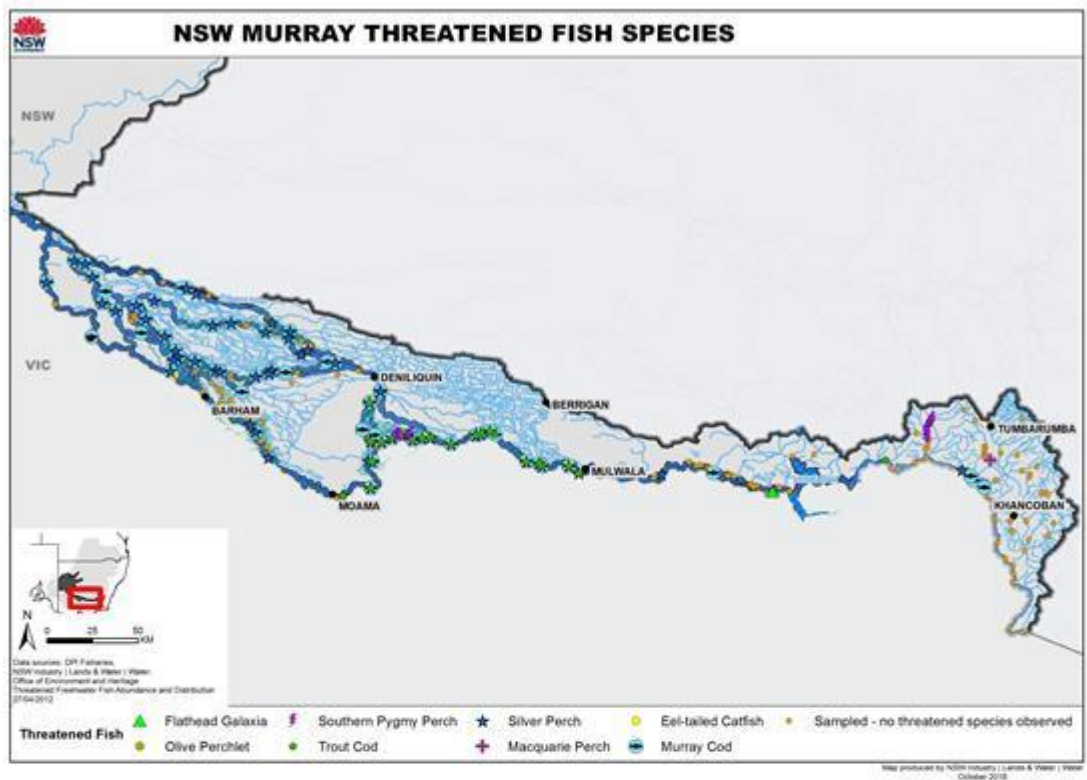 NSW
NSW MURRAY THREATENED FISH SPECIES
NSW
VIC
DENILIQUIN
BARHAM
BERRIGAN
TUMBARUMBA
MULWALA
MOAMA
KHANCOBAN
N
0 25 50
KM
Data sources: DPI Fisheries,
NSW Industry | Lands & Water | Water,
Office of Environment and Heritage
Threatened Freshwater Fish Abundance and Distribution
27/04/2012
Threatened Fish
Flathead Galaxia
Southern Pygmy Perch
Silver Perch
Eel-tailed Catfish
Sampled - no threatened species observed
Olive Perchlet
Trout Cod
Macquarie Perch
Murray Cod
Map produced by NSW Industry | Lands & Water | Water
October 2018